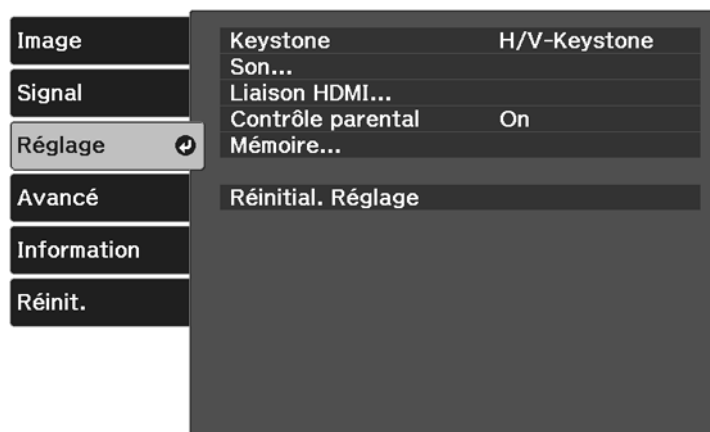 Image
Signal
Réglage
Avancé
Information
Réinit.
Keystone H/V-Keystone
Son...
Liaison HDMI...
Contrôle parental On
Mémoire...
Réinitial. Réglage